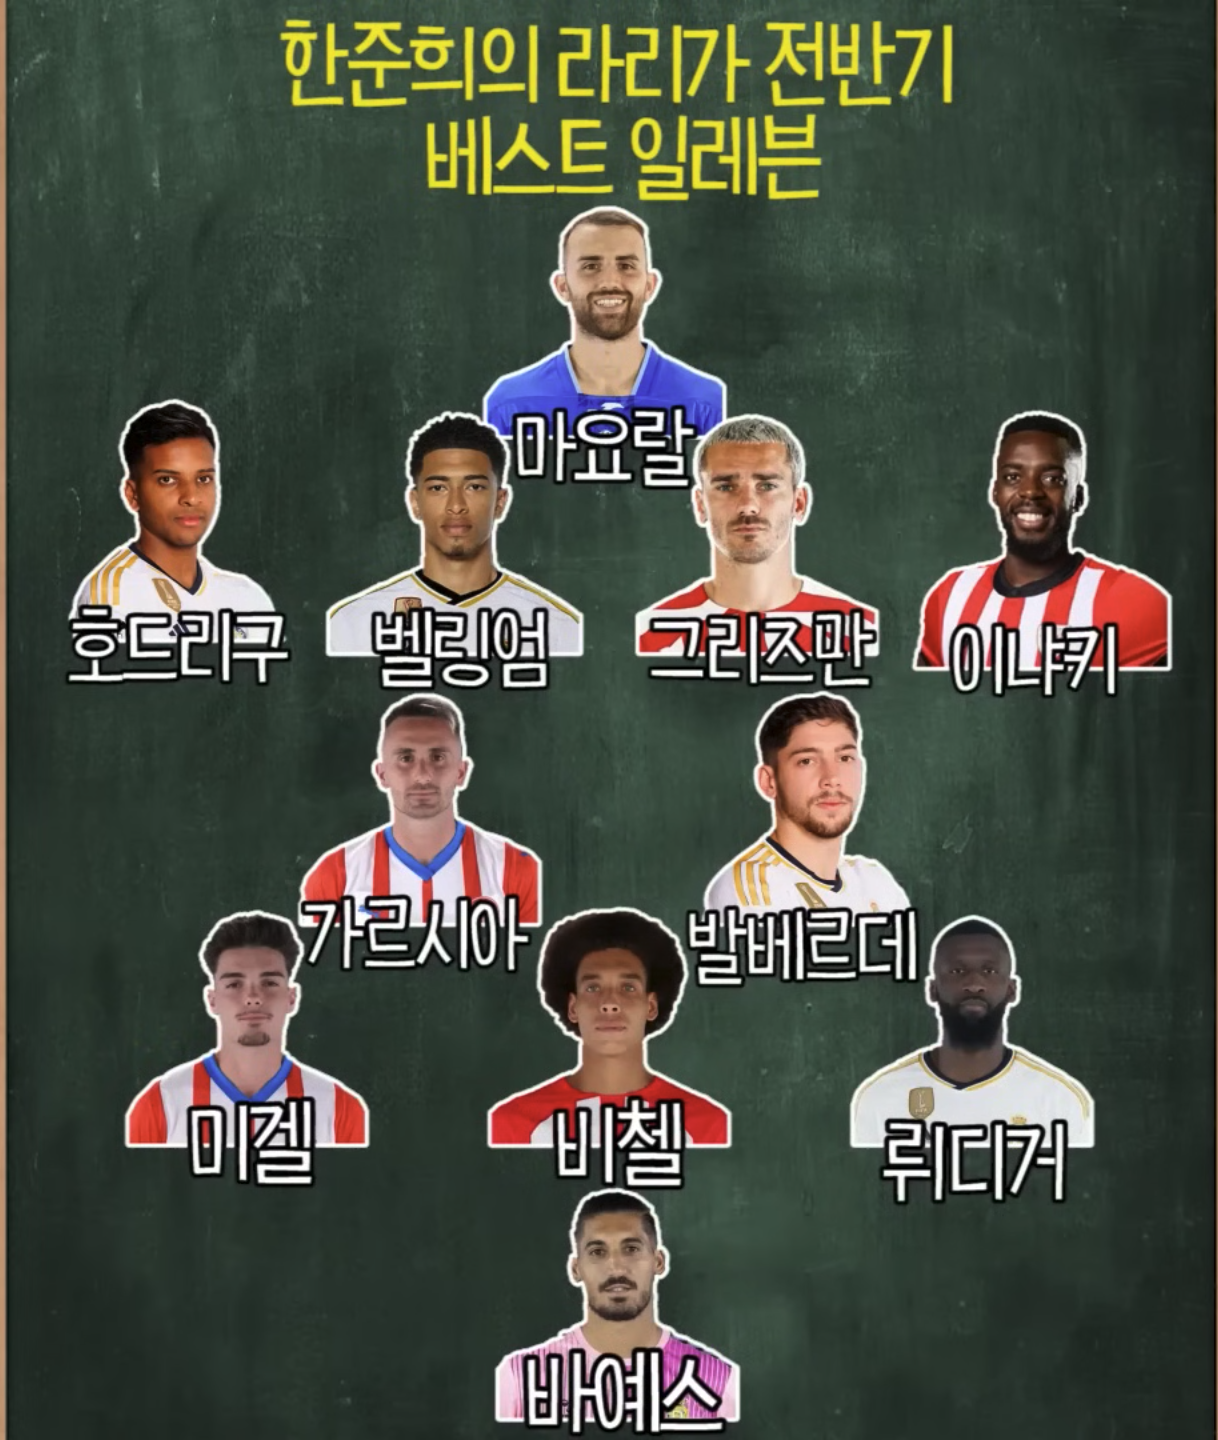 한준희의 라리가 전반기
베스트 일레븐
마요랄
호드리구
벨링엄
그리즈만
이냐키
가르시아
발베르데
미겔
비첼
뤼디거
바예스